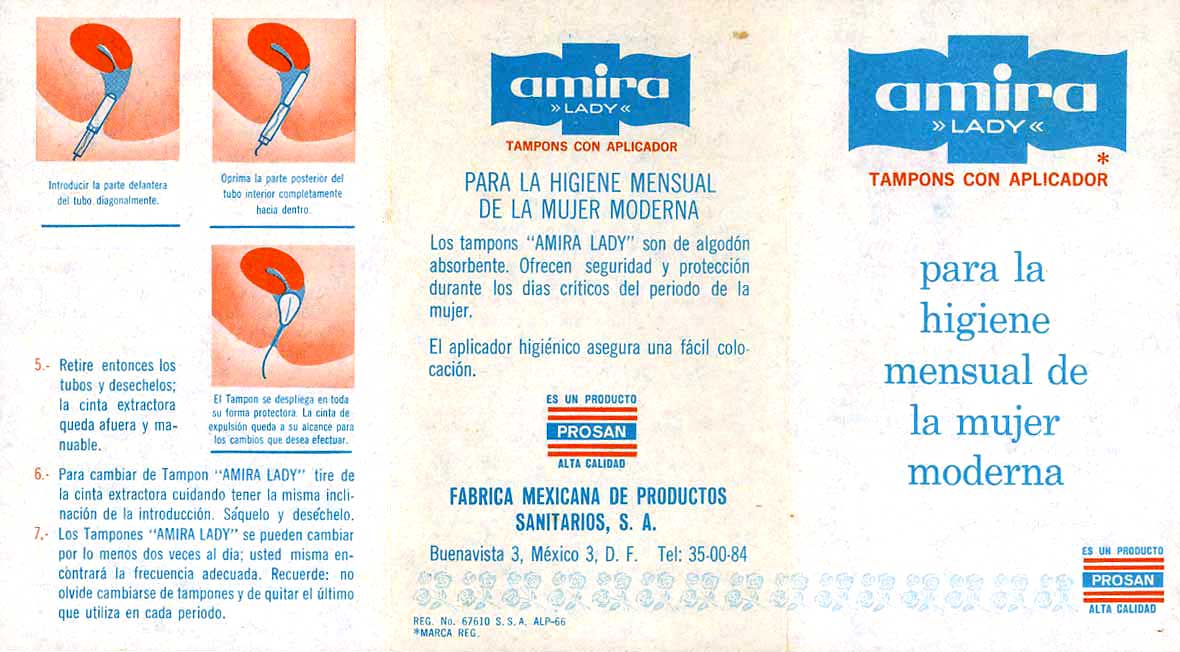 Introducir la parte delantera
del tubo, diagonalmente.
Oprima la parte posterior del
tubo interior completamente
hacia dentro.
El Tampon se despliega en toda
su forma protectora. La cinta de
expulsión queda a su alcance para
los cambios que desea efectuar.
5.- Retire entonces los
tubos y desechelos;
la cinta extractora
queda afuera y ma-
nuable.
6.- Para cambiar de Tampon "AMIRA LADY" tire de
la cinta extractora cuidando tener la misma incli-
nación de la introducción. Sáquelo y deséchelo.
7.- Los Tampones "AMIRA LADY" se pueden cambiar
por lo menos dos veces al dia; usted misma en-
contrará la frecuencia adecuada. Recuerde: no
olvide cambiarse de tampones y de quitar el último
que utiliza en cada periodo.
amira
»LADY«
TAMPONS CON APLICADOR
PARA LA HIGIENE MENSUAL
DE LA MUJER MODERNA
Los tampons "AMIRA LADY" son de algodón
absorbente. Ofrecen seguridad y protección
durante los dias criticos del periodo de la
mujer.
El aplicador higiénico asegura una fácil colo-
cación.
ES UN PRODUCTO
PROSAN
ALTA CALIDAD
FABRICA MEXICANA DE PRODUCTOS
SANITARIOS, S. A.
Buenavista 3, México 3, D. F. Tel: 35-00-84
REG. No. 67610 S. S. A. ALP-66
*MARCA REG.
amira
»LADY«
*
TAMPONS CON APLICADOR
para la
higiene
mensual de
la mujer
moderna
ES UN PRODUCTO
PROSAN
ALTA CALIDAD